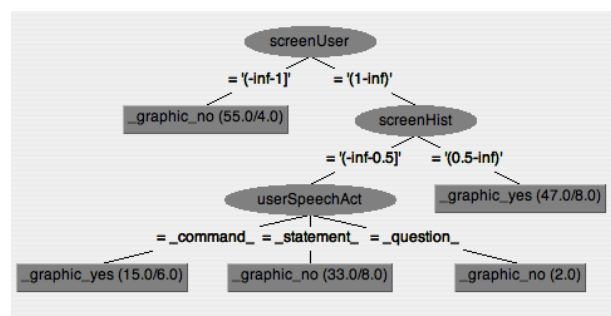 screenUser
= '(-inf-1]' = '(1-inf)'
_graphic_no (55.0/4.0)
screenHist
= '(-inf-0.5]' = '(0.5-inf)'
userSpeechAct
_graphic_yes (47.0/8.0)
= _command_ = _statement_ = _question_
_graphic_yes (15.0/6.0) _graphic_no (33.0/8.0) _graphic_no (2.0)